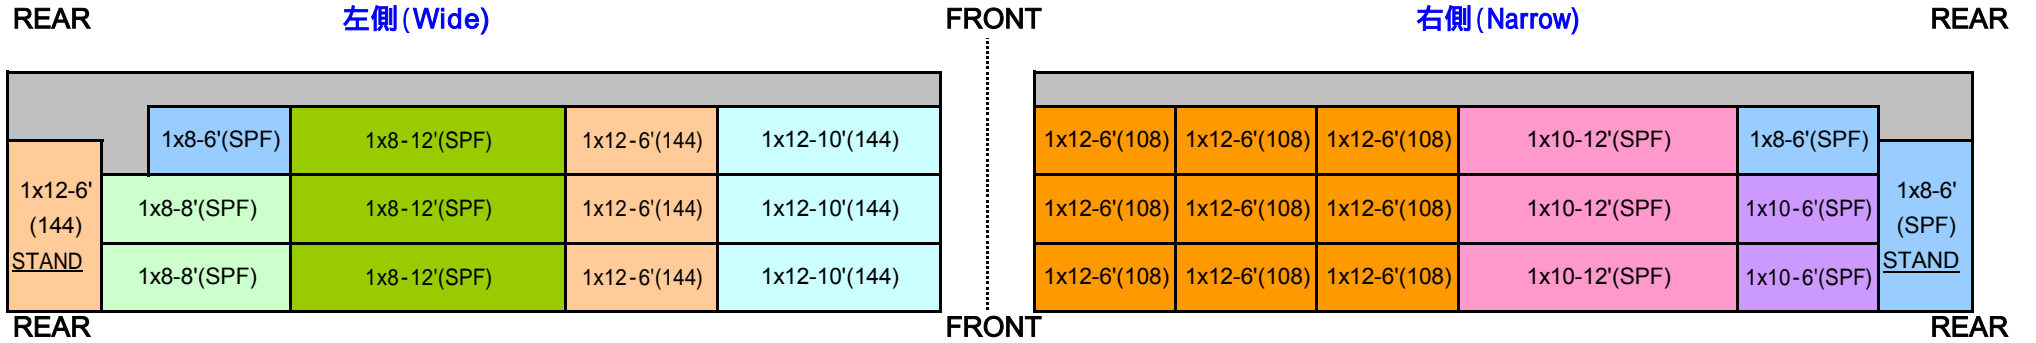 REAR 左側(Wide) FRONT 右側(Narrow) REAR
1x8-6'(SPF) 1x8-12'(SPF) 1x12-6'(144) 1x12-10'(144) 1x12-6'(108) 1x12-6'(108) 1x12-6'(108) 1x10-12'(SPF) 1x8-6'(SPF)
1x12-6'
(144)
STAND
1x8-8'(SPF) 1x8-12'(SPF) 1x12-6'(144) 1x12-10'(144) 1x12-6'(108) 1x12-6'(108) 1x12-6'(108) 1x10-12'(SPF) 1x10-6'(SPF)
1x8-6'
(SPF)
STAND
1x8-8'(SPF) 1x8-12'(SPF) 1x12-6'(144) 1x12-10'(144) 1x12-6'(108) 1x12-6'(108) 1x12-6'(108) 1x10-12'(SPF) 1x10-6'(SPF)
REAR FRONT REAR